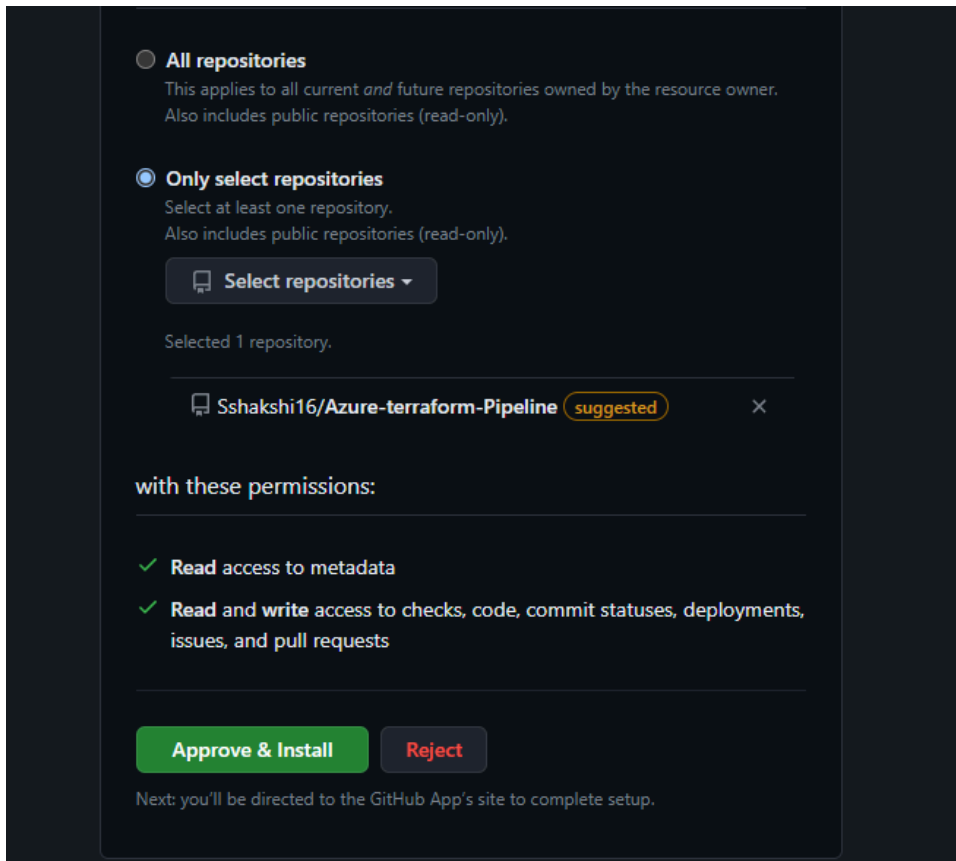 All repositories
This applies to all current and future repositories owned by the resource owner.
Also includes public repositories (read-only).
Only select repositories
Select at least one repository.
Also includes public repositories (read-only).
Select repositories
Selected 1 repository.
Sshakshi16/Azure-terraform-Pipeline suggested
with these permissions:
Read access to metadata
Read and write access to checks, code, commit statuses, deployments,
issues, and pull requests
Approve & Install Reject
Next: you'll be directed to the GitHub App's site to complete setup.